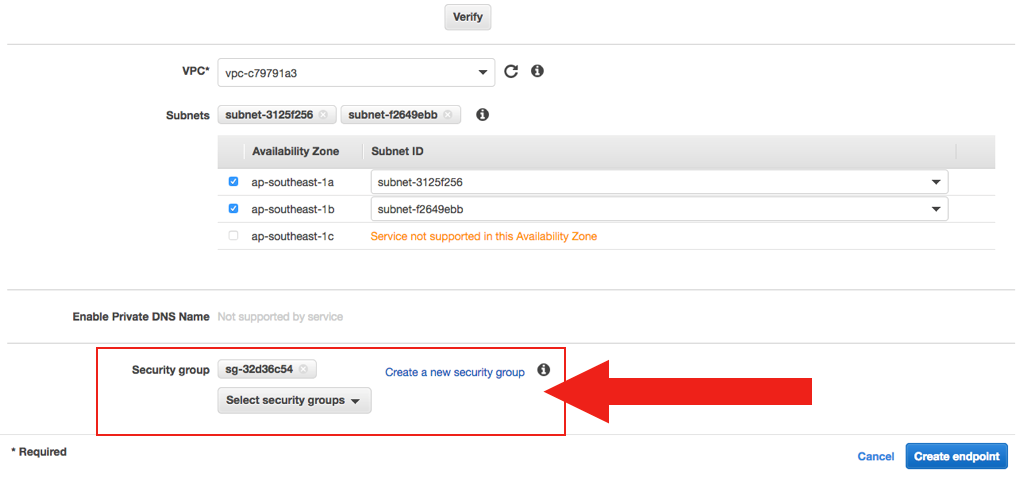 Verify
VPC* vpc-c79791a3
Subnets subnet-3125f256 subnet-f2649ebb
Availability Zone Subnet ID
ap-southeast-1a subnet-3125f256
ap-southeast-1b subnet-f2649ebb
ap-southeast-1c Service not supported in this Availability Zone
Enable Private DNS Name Not supported by service
Security group sg-32d36c54 Create a new security group
Select security groups
* Required
Cancel Create endpoint